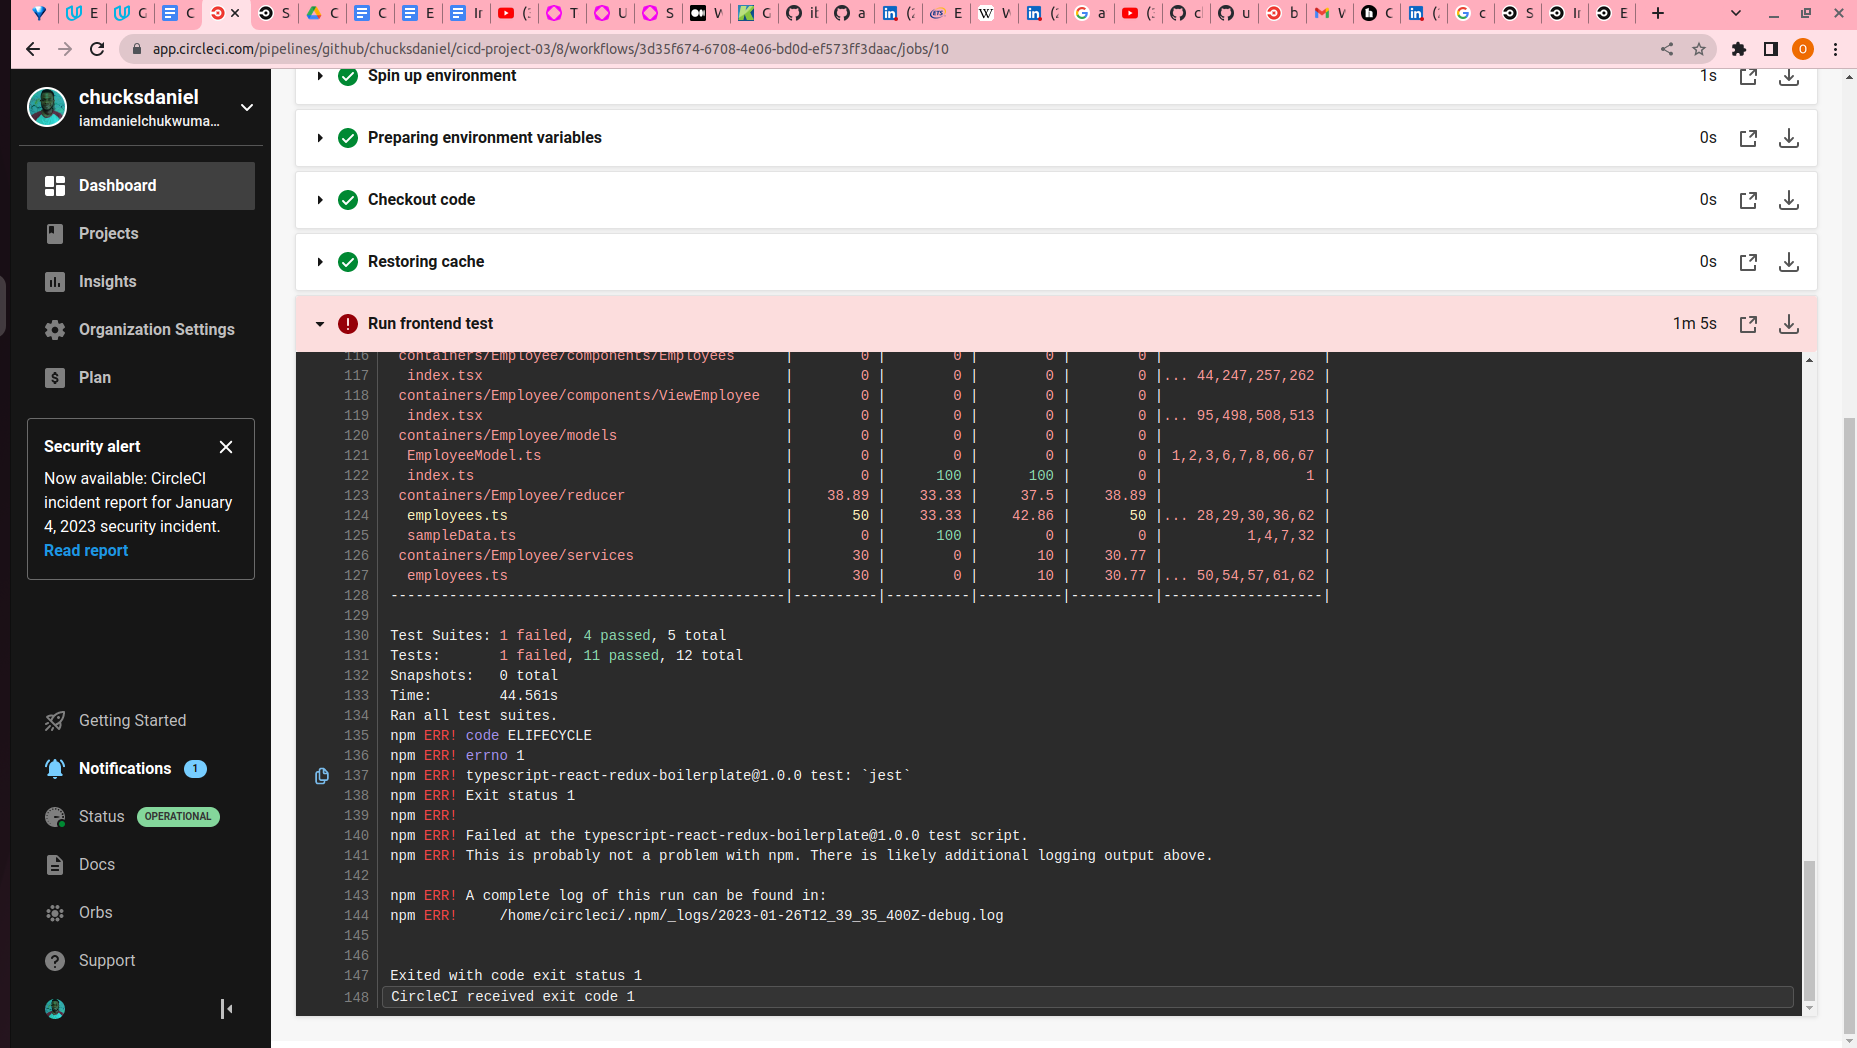 app.circleci.com/pipelines/github/chucksdaniel/cicd-project-03/8/workflows/3d35f674-6708-4e06-bd0d-ef573ff3daac/jobs/10
chucksdaniel
iamdanielchukwuma...
Dashboard
Projects
Insights
Organization Settings
Plan
Security alert
Now available: CircleCI
incident report for January
4, 2023 security incident.
Read report
Getting Started
Notifications 1
Status OPERATIONAL
Docs
Orbs
Support
Spin up environment 1s
Preparing environment variables 0s
Checkout code 0s
Restoring cache 0s
Run frontend test 1m 5s
116 containers/Employee/components/Employees | 0 | 0 | 0 | 0 | |
117 index.tsx | 0 | 0 | 0 | 0 |... 44,247,257,262 |
118 containers/Employee/components/ViewEmployee | 0 | 0 | 0 | 0 | |
119 index.tsx | 0 | 0 | 0 | 0 |... 95,498,508,513 |
120 containers/Employee/models | 0 | 0 | 0 | 0 | |
121 EmployeeModel.ts | 0 | 0 | 0 | 0 | 1,2,3,6,7,8,66,67 |
122 index.ts | 0 | 100 | 100 | 0 | 1 |
123 containers/Employee/reducer | 38.89 | 33.33 | 37.5 | 38.89 | |
124 employees.ts | 50 | 33.33 | 42.86 | 50 |... 28,29,30,36,62 |
125 sampleData.ts | 0 | 100 | 0 | 0 | 1,4,7,32 |
126 containers/Employee/services | 30 | 0 | 10 | 30.77 | |
127 employees.ts | 30 | 0 | 10 | 30.77 |... 50,54,57,61,62 |
128 -----------------------------------------------|----------|----------|----------|----------|-------------------|
129
130 Test Suites: 1 failed, 4 passed, 5 total
131 Tests: 1 failed, 11 passed, 12 total
132 Snapshots: 0 total
133 Time: 44.561s
134 Ran all test suites.
135 npm ERR! code ELIFECYCLE
136 npm ERR! errno 1
137 npm ERR! typescript-react-redux-boilerplate@1.0.0 test: `jest`
138 npm ERR! Exit status 1
139 npm ERR!
140 npm ERR! Failed at the typescript-react-redux-boilerplate@1.0.0 test script.
141 npm ERR! This is probably not a problem with npm. There is likely additional logging output above.
142
143 npm ERR! A complete log of this run can be found in:
144 npm ERR! /home/circleci/.npm/_logs/2023-01-26T12_39_35_400Z-debug.log
145
146
147 Exited with code exit status 1
148 CircleCI received exit code 1